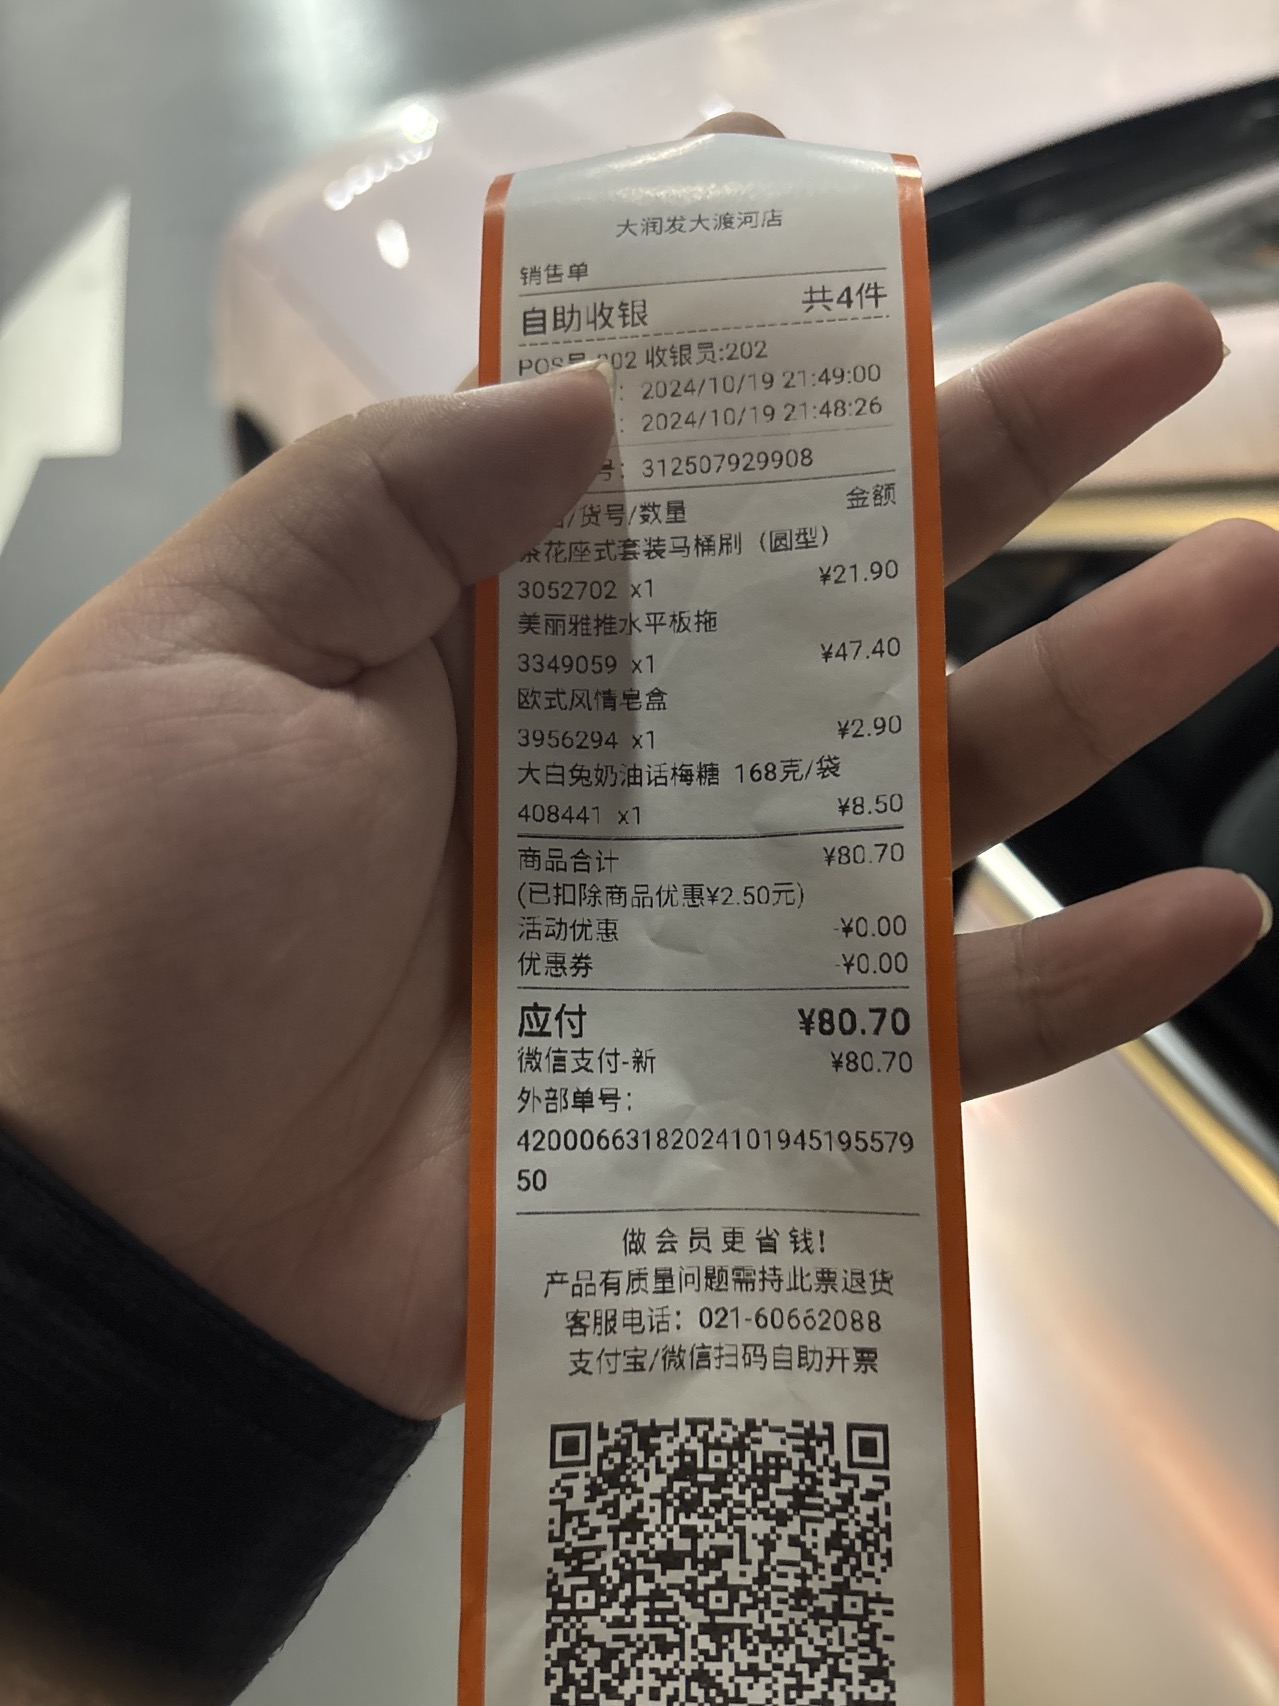 大润发大渡河店
销售单
自助收银 共4件
POS号:202 收银员:202
: 2024/10/19 21:49:00
: 2024/10/19 21:48:26
号: 312507929908
/货号/数量 金额
茶花座式套装马桶刷（圆型）
3052702 x1 ¥21.90
美丽雅推水平板拖
3349059 x1 ¥47.40
欧式风情皂盒
3956294 x1 ¥2.90
大白兔奶油话梅糖 168克/袋
408441 x1 ¥8.50
商品合计 ¥80.70
(已扣除商品优惠¥2.50元)
活动优惠 -¥0.00
优惠券 -¥0.00
应付 ¥80.70
微信支付-新 ¥80.70
外部单号:
42000663182024101945195579
50
做会员更省钱!
产品有质量问题需持此票退货
客服电话: 021-60662088
支付宝/微信扫码自助开票